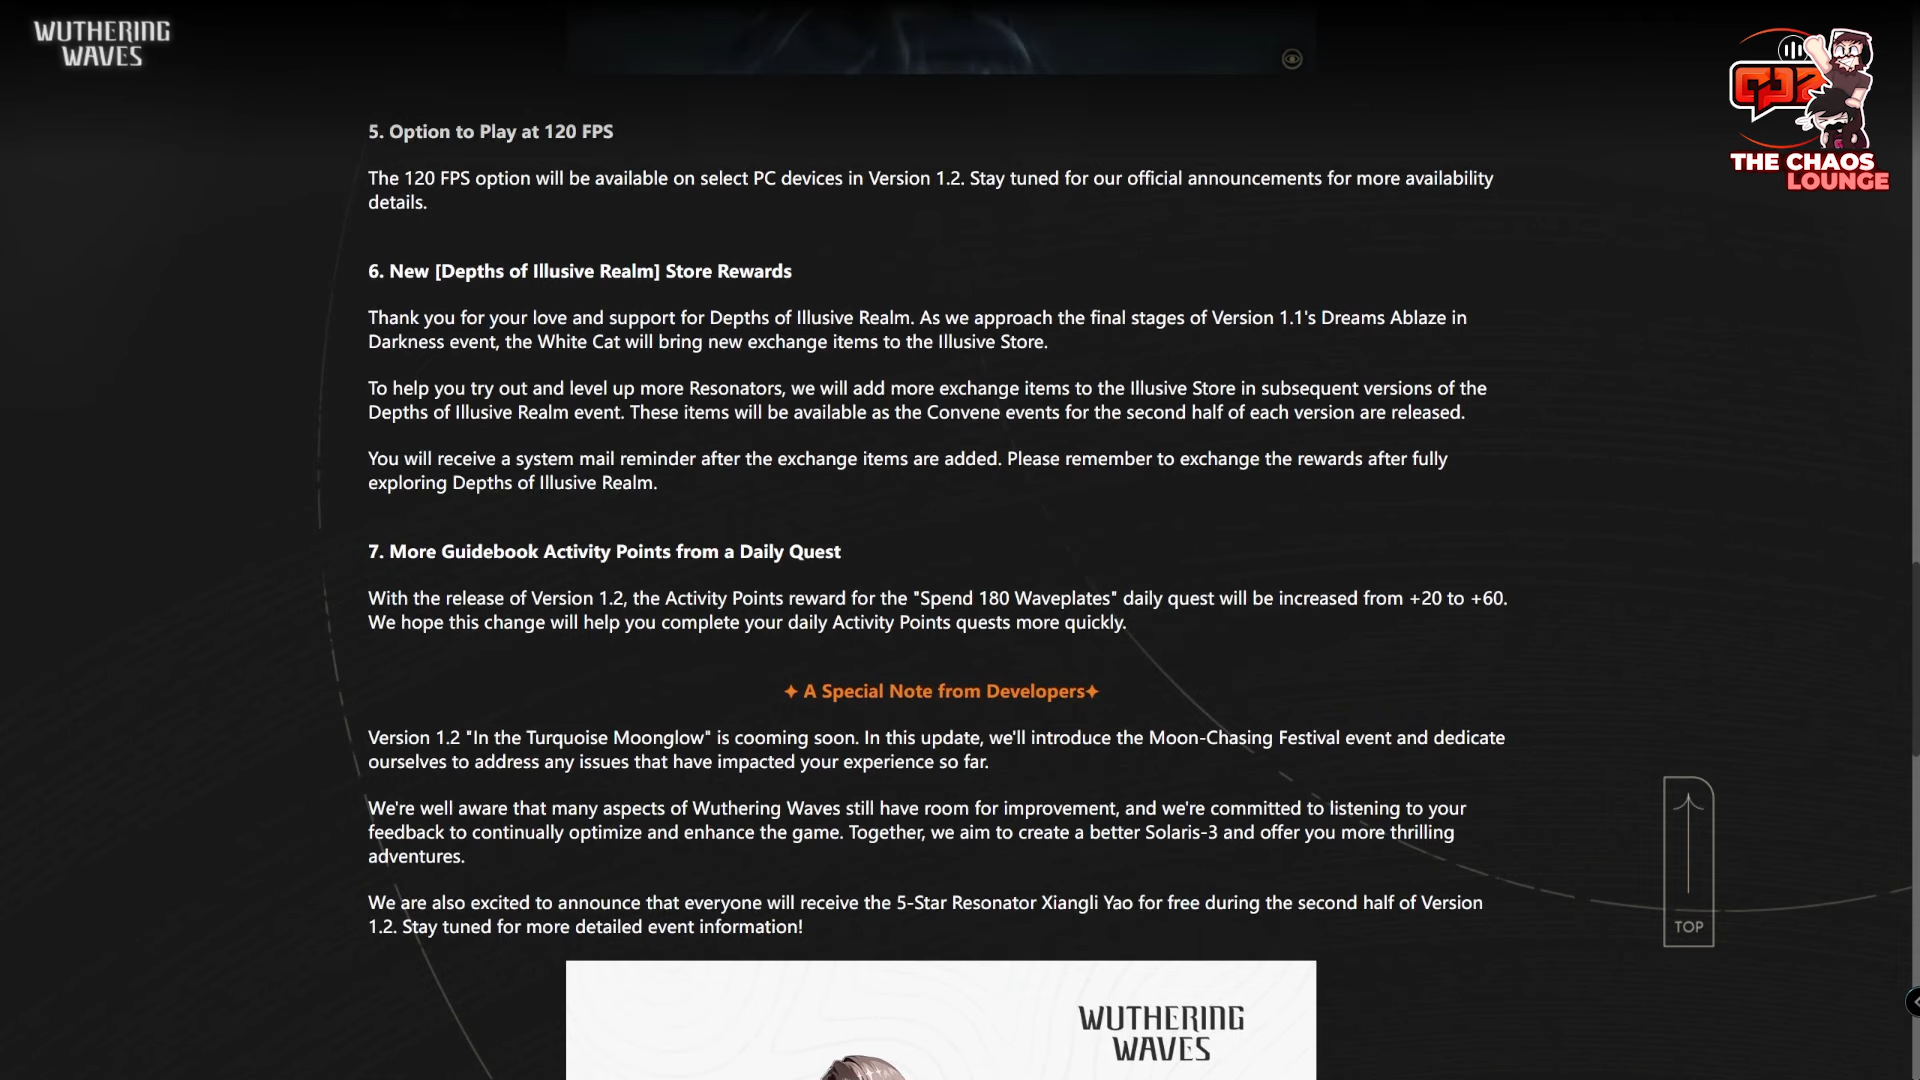 WUTHERING
WAVES
THE CHAOS
LOUNGE
5. Option to Play at 120 FPS
The 120 FPS option will be available on select PC devices in Version 1.2. Stay tuned for our official announcements for more availability
details.
6. New [Depths of Illusive Realm] Store Rewards
Thank you for your love and support for Depths of Illusive Realm. As we approach the final stages of Version 1.1's Dreams Ablaze in
Darkness event, the White Cat will bring new exchange items to the Illusive Store.
To help you try out and level up more Resonators, we will add more exchange items to the Illusive Store in subsequent versions of the
Depths of Illusive Realm event. These items will be available as the Convene events for the second half of each version are released.
You will receive a system mail reminder after the exchange items are added. Please remember to exchange the rewards after fully
exploring Depths of Illusive Realm.
7. More Guidebook Activity Points from a Daily Quest
With the release of Version 1.2, the Activity Points reward for the "Spend 180 Waveplates" daily quest will be increased from +20 to +60.
We hope this change will help you complete your daily Activity Points quests more quickly.
✦ A Special Note from Developers✦
Version 1.2 "In the Turquoise Moonglow" is cooming soon. In this update, we'll introduce the Moon-Chasing Festival event and dedicate
ourselves to address any issues that have impacted your experience so far.
We're well aware that many aspects of Wuthering Waves still have room for improvement, and we're committed to listening to your
feedback to continually optimize and enhance the game. Together, we aim to create a better Solaris-3 and offer you more thrilling
adventures.
We are also excited to announce that everyone will receive the 5-Star Resonator Xiangli Yao for free during the second half of Version
1.2. Stay tuned for more detailed event information!
TOP
WUTHERING
WAVES